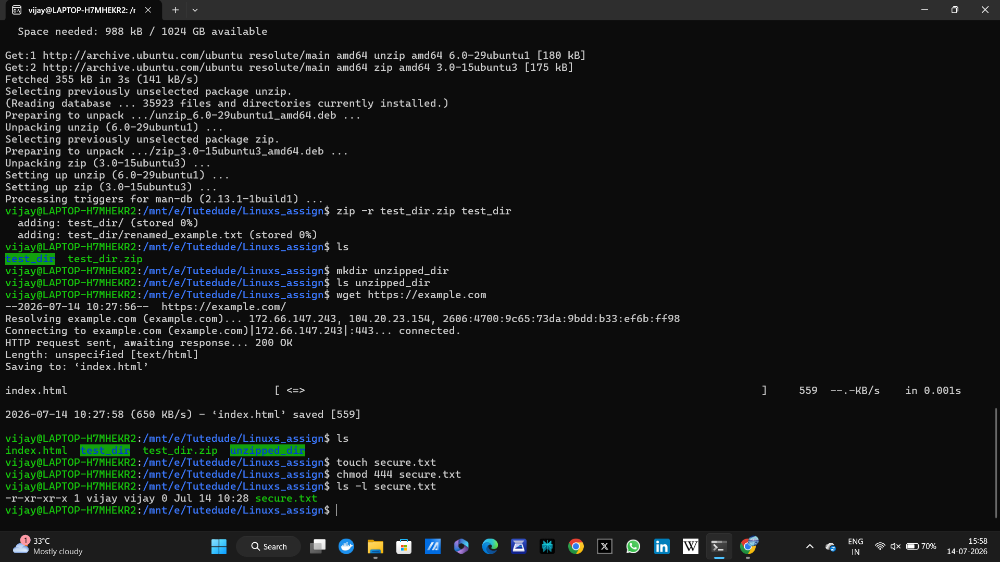 vijay@LAPTOP-H7MHEKR2: /r
Space needed: 988 kB / 1024 GB available
Get:1 http://archive.ubuntu.com/ubuntu resolute/main amd64 unzip amd64 6.0-29ubuntu1 [180 kB]
Get:2 http://archive.ubuntu.com/ubuntu resolute/main amd64 zip amd64 3.0-15ubuntu3 [175 kB]
Fetched 355 kB in 3s (141 kB/s)
Selecting previously unselected package unzip.
(Reading database ... 35923 files and directories currently installed.)
Preparing to unpack .../unzip_6.0-29ubuntu1_amd64.deb ...
Unpacking unzip (6.0-29ubuntu1) ...
Selecting previously unselected package zip.
Preparing to unpack .../zip_3.0-15ubuntu3_amd64.deb ...
Unpacking zip (3.0-15ubuntu3) ...
Setting up unzip (6.0-29ubuntu1) ...
Setting up zip (3.0-15ubuntu3) ...
Processing triggers for man-db (2.13.1-1build1) ...
vijay@LAPTOP-H7MHEKR2:/mnt/e/Tutedude/Linuxs_assign$ zip -r test_dir.zip test_dir
adding: test_dir/ (stored 0%)
adding: test_dir/renamed_example.txt (stored 0%)
vijay@LAPTOP-H7MHEKR2:/mnt/e/Tutedude/Linuxs_assign$ ls
test_dir  test_dir.zip
vijay@LAPTOP-H7MHEKR2:/mnt/e/Tutedude/Linuxs_assign$ mkdir unzipped_dir
vijay@LAPTOP-H7MHEKR2:/mnt/e/Tutedude/Linuxs_assign$ ls unzipped_dir
vijay@LAPTOP-H7MHEKR2:/mnt/e/Tutedude/Linuxs_assign$ wget https://example.com
--2026-07-14 10:27:56--  https://example.com/
Resolving example.com (example.com)... 172.66.147.243, 104.20.23.154, 2606:4700:9c65:73da:9bdd:b33:ef6b:ff98
Connecting to example.com (example.com)|172.66.147.243|:443... connected.
HTTP request sent, awaiting response... 200 OK
Length: unspecified [text/html]
Saving to: ‘index.html’
index.html [ <=> ] 559 --.-KB/s in 0.001s
2026-07-14 10:27:58 (650 KB/s) - ‘index.html’ saved [559]
vijay@LAPTOP-H7MHEKR2:/mnt/e/Tutedude/Linuxs_assign$ ls
index.html  test_dir  test_dir.zip  unzipped_dir
vijay@LAPTOP-H7MHEKR2:/mnt/e/Tutedude/Linuxs_assign$ touch secure.txt
vijay@LAPTOP-H7MHEKR2:/mnt/e/Tutedude/Linuxs_assign$ chmod 444 secure.txt
vijay@LAPTOP-H7MHEKR2:/mnt/e/Tutedude/Linuxs_assign$ ls -l secure.txt
-r-xr-xr-x 1 vijay vijay 0 Jul 14 10:28 secure.txt
vijay@LAPTOP-H7MHEKR2:/mnt/e/Tutedude/Linuxs_assign$
1
33°C
Mostly cloudy
Search
ENG
IN
70%
15:58
14-07-2026